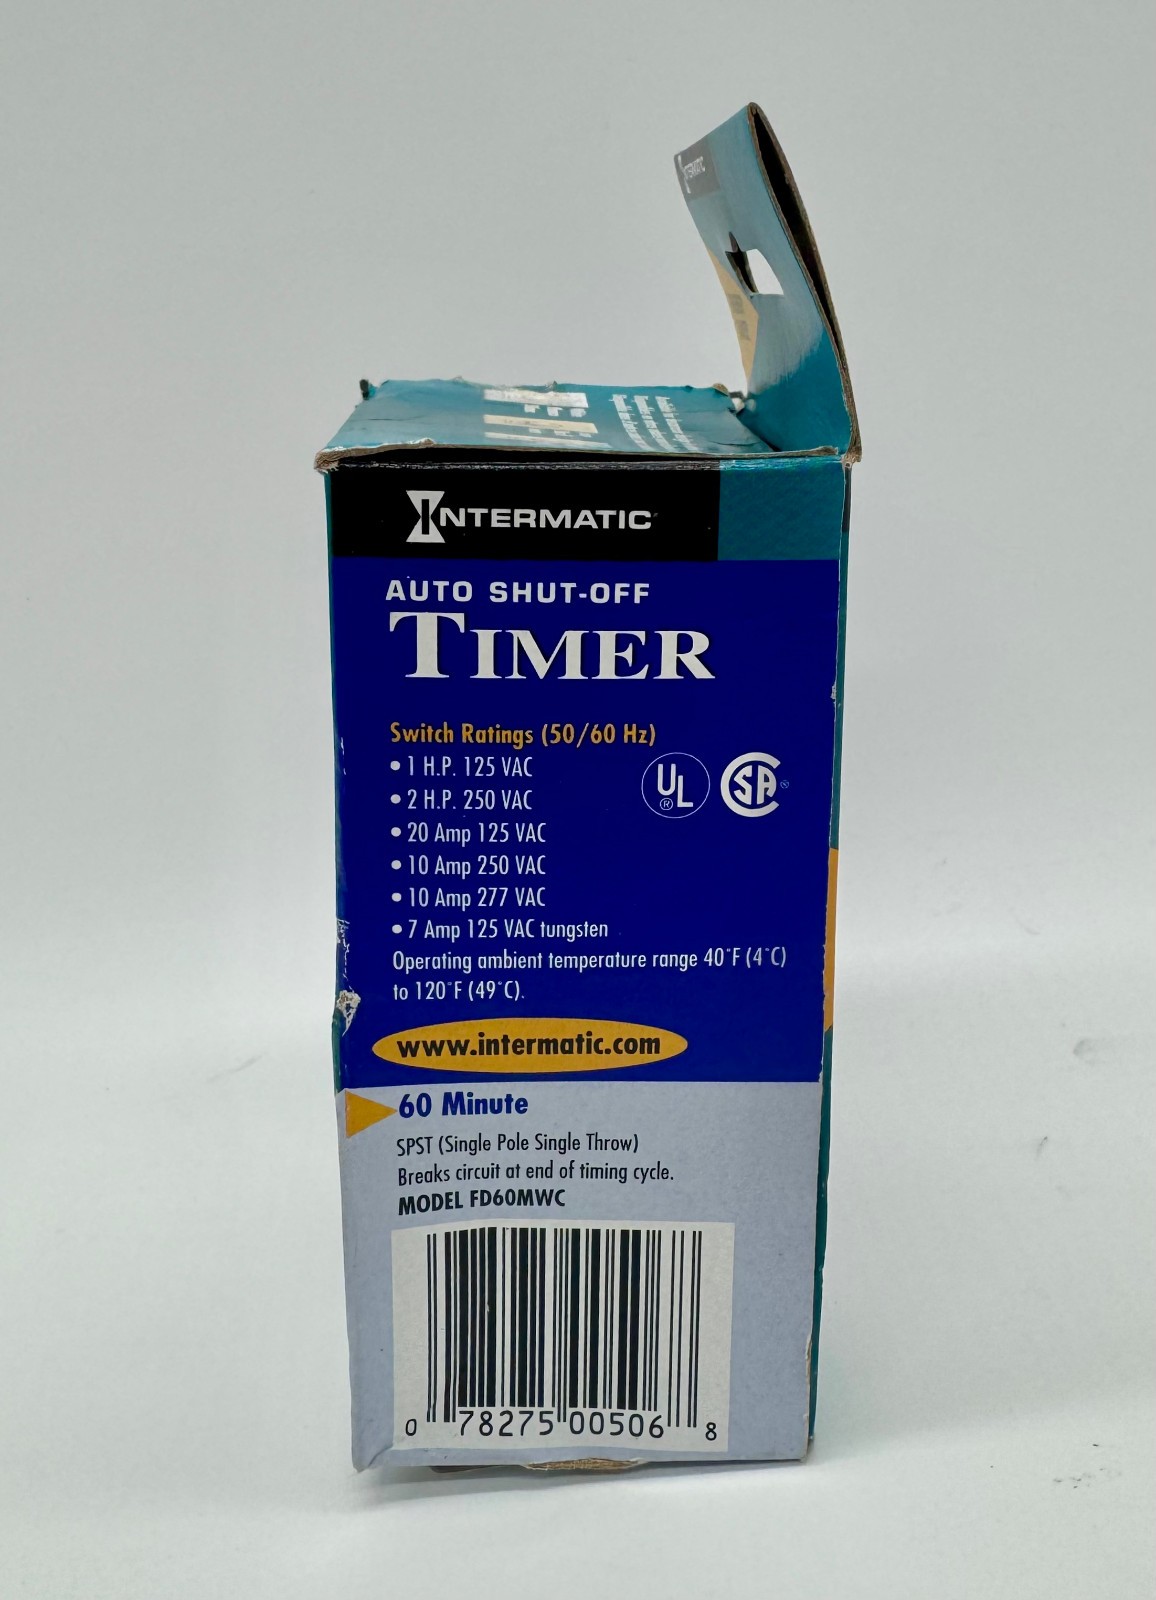 INTERMATIC
INTERMATIC
AUTO SHUT-OFF
TIMER
Switch Ratings (50/60 Hz)
• 1 H.P. 125 VAC
• 2 H.P. 250 VAC
• 20 Amp 125 VAC
• 10 Amp 250 VAC
• 10 Amp 277 VAC
• 7 Amp 125 VAC tungsten
UL ®
CSA
Operating ambient temperature range 40°F (4°C)
to 120°F (49°C).
www.intermatic.com
60 Minute
SPST (Single Pole Single Throw)
Breaks circuit at end of timing cycle.
MODEL FD60MWC
0 78275 00506 8